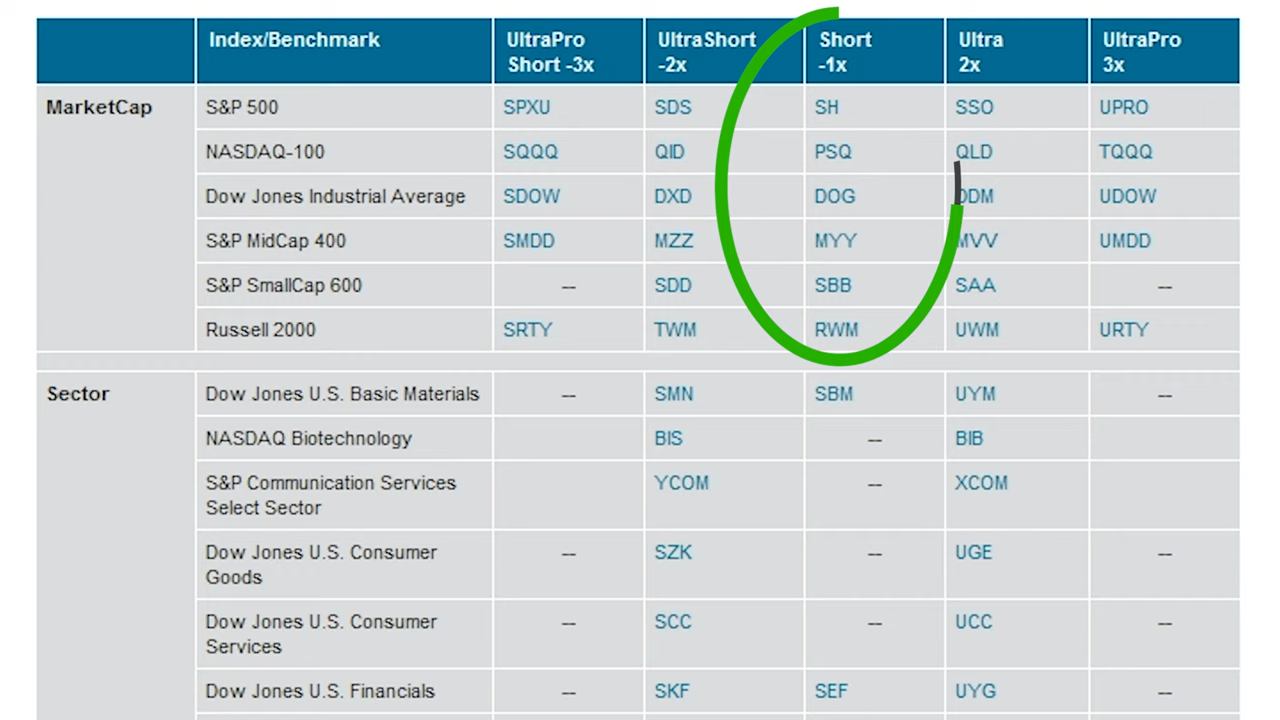 Index/Benchmark UltraPro Short -3x UltraShort -2x Short -1x Ultra 2x UltraPro 3x
MarketCap S&P 500 SPXU SDS SH SSO UPRO
NASDAQ-100 SQQQ QID PSQ QLD TQQQ
Dow Jones Industrial Average SDOW DXD DOG DDM UDOW
S&P MidCap 400 SMDD MZZ MYY MVV UMDD
S&P SmallCap 600 -- SDD SBB SAA --
Russell 2000 SRTY TWM RWM UWM URTY
Sector Dow Jones U.S. Basic Materials -- SMN SBM UYM --
NASDAQ Biotechnology BIS -- BIB
S&P Communication Services Select Sector YCOM -- XCOM
Dow Jones U.S. Consumer Goods -- SZK -- UGE --
Dow Jones U.S. Consumer Services -- SCC -- UCC --
Dow Jones U.S. Financials -- SKF SEF UYG --